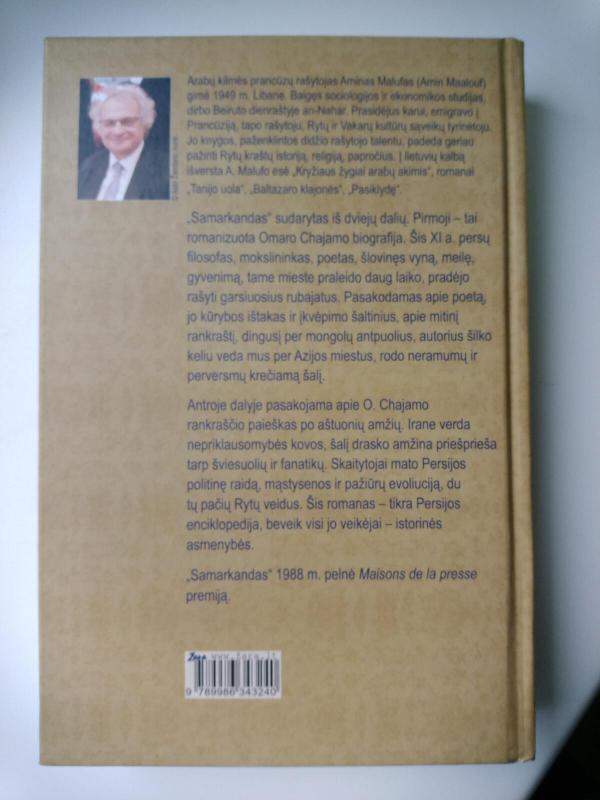 Arabų kilmės prancūzų rašytojas Aminas Malufas (Amin Maalouf)
gimė 1949 m. Libane. Baigęs sociologijos ir ekonomikos studijas,
dirbo Beiruto dienraštyje an-Nahar. Prasidėjus karui, emigravo į
Prancūziją, tapo rašytoju, Rytų ir Vakarų kultūrų sąveikų tyrinėtoju.
Jo knygos, paženklintos didžio rašytojo talentu, padeda geriau
pažinti Rytų kraštų istoriją, religiją, papročius. Į lietuvių kalbą
išversta A. Malufo esė „Kryžiaus žygiai arabų akimis“, romanai
„Tanijo uola“, „Baltazaro klajonės“, „Pasiklydę“.
„Samarkandas“ sudarytas iš dviejų dalių. Pirmoji – tai
romanizuota Omaro Chajamo biografija. Šis XI a. persų
filosofas, mokslininkas, poetas, šlovinęs vyną, meilę,
gyvenimą, tame mieste praleido daug laiko, pradėjo
rašyti garsiuosius rubajatus. Pasakodamas apie poetą,
jo kūrybos ištakas ir įkvėpimo šaltinius, apie mitinį
rankraštį, dingusį per mongolų antpuolius, autorius šilko
keliu veda mus per Azijos miestus, rodo neramumų ir
perversmų krečiamą šalį.
Antroje dalyje pasakojama apie O. Chajamo
rankraščio paieškas po aštuonių amžių. Irane verda
nepriklausomybės kovos, šalį drasko amžina priešprieša
tarp šviesuolių ir fanatikų. Skaitytojai mato Persijos
politinę raidą, mąstysenos ir pažiūrų evoliuciją, du
tų pačių Rytų veidus. Šis romanas – tikra Persijos
enciklopedija, beveik visi jo veikėjai – istorinės
asmenybės.
„Samarkandas“ 1988 m. pelnė Maisons de la presse
premiją.
Žara www.zara.lt
9 789986 343240